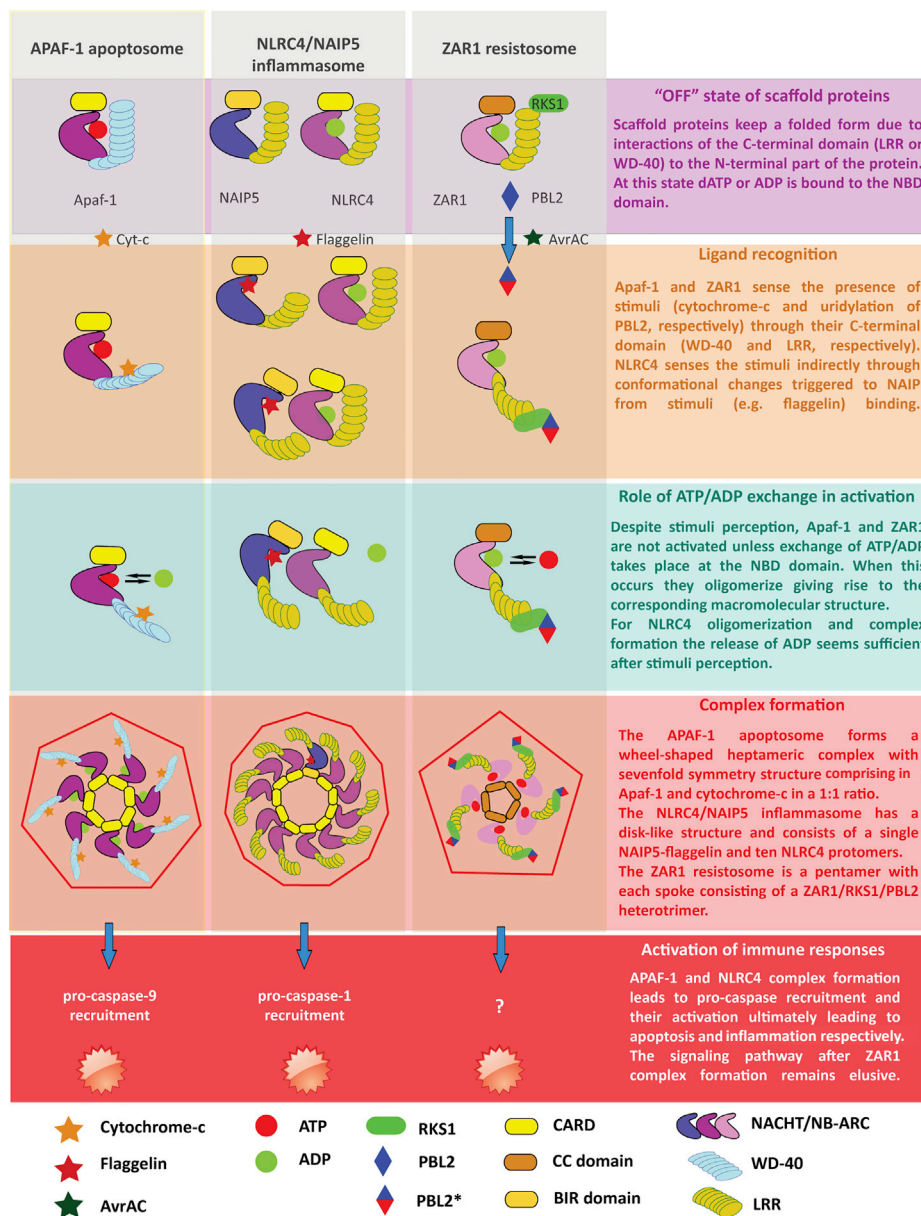 APAF-1 apoptosome
NLRC4/NAIP5
inflammasome
ZAR1 resistosome
"OFF" state of scaffold proteins
Scaffold proteins keep a folded form due to
interactions of the C-terminal domain (LRR or
WD-40) to the N-terminal part of the protein.
At this state dATP or ADP is bound to the NBD
domain.
RKS1
Apaf-1
NAIP5
NLRC4
ZAR1
PBL2
Cyt-c
Flaggelin
AvrAC
Ligand recognition
Apaf-1 and ZAR1 sense the presence of
stimuli (cytochrome-c and uridylation of
PBL2, respectively) through their C-terminal
domain (WD-40 and LRR, respectively).
NLRC4 senses the stimuli indirectly through
conformational changes triggered to NAIP
from stimuli (e.g. flaggelin) binding.
Role of ATP/ADP exchange in activation
Despite stimuli perception, Apaf-1 and ZAR1
are not activated unless exchange of ATP/ADP
takes place at the NBD domain. When this
occurs they oligomerize giving rise to the
corresponding macromolecular structure.
For NLRC4 oligomerization and complex
formation the release of ADP seems sufficient
after stimuli perception.
Complex formation
The APAF-1 apoptosome forms a
wheel-shaped heptameric complex with
sevenfold symmetry structure comprising in
Apaf-1 and cytochrome-c in a 1:1 ratio.
The NLRC4/NAIP5 inflammasome has a
disk-like structure and consists of a single
NAIP5-flaggelin and ten NLRC4 protomers.
The ZAR1 resistosome is a pentamer with
each spoke consisting of a ZAR1/RKS1/PBL2
heterotrimer.
pro-caspase-9
recruitment
pro-caspase-1
recruitment
?
Activation of immune responses
APAF-1 and NLRC4 complex formation
leads to pro-caspase recruitment and
their activation ultimately leading to
apoptosis and inflammation respectively.
The signaling pathway after ZAR1
complex formation remains elusive.
Cytochrome-c
ATP
RKS1
CARD
NACHT/NB-ARC
Flaggelin
ADP
PBL2
CC domain
WD-40
AvrAC
PBL2*
BIR domain
LRR